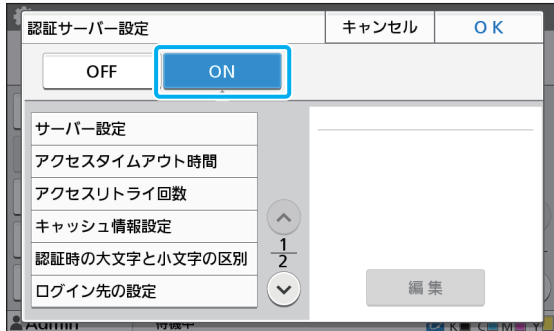 認証サーバー設定
キャンセル
OK
OFF
ON
サーバー設定
アクセスタイムアウト時間
アクセスリトライ回数
キャッシュ情報設定
認証時の大文字と小文字の区別
ログイン先の設定
1
2
編集
Admin
待機中
K
C
M
Y